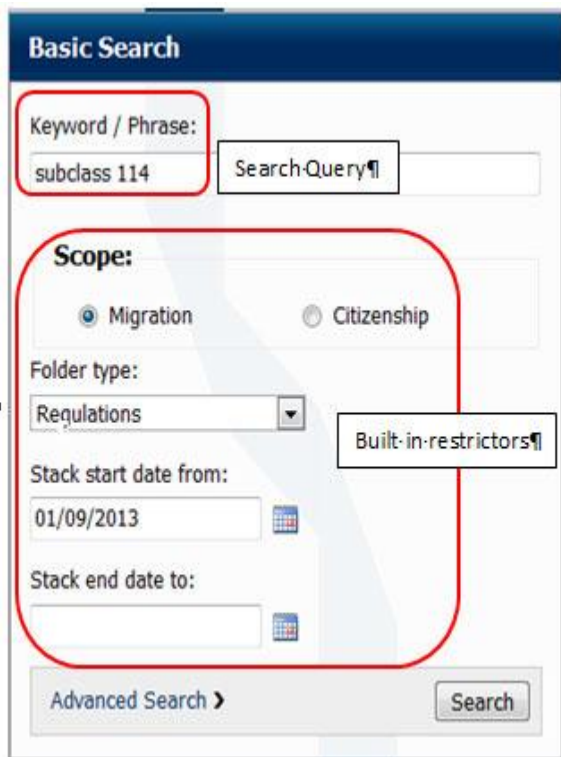 Basic Search
Keyword / Phrase:
subclass 114
Search·Query¶
Scope:
Migration
Citizenship
Folder type:
Regulations
Built·in·restrictors¶
Stack start date from:
01/09/2013
Stack end date to:
Advanced Search ❯
Search